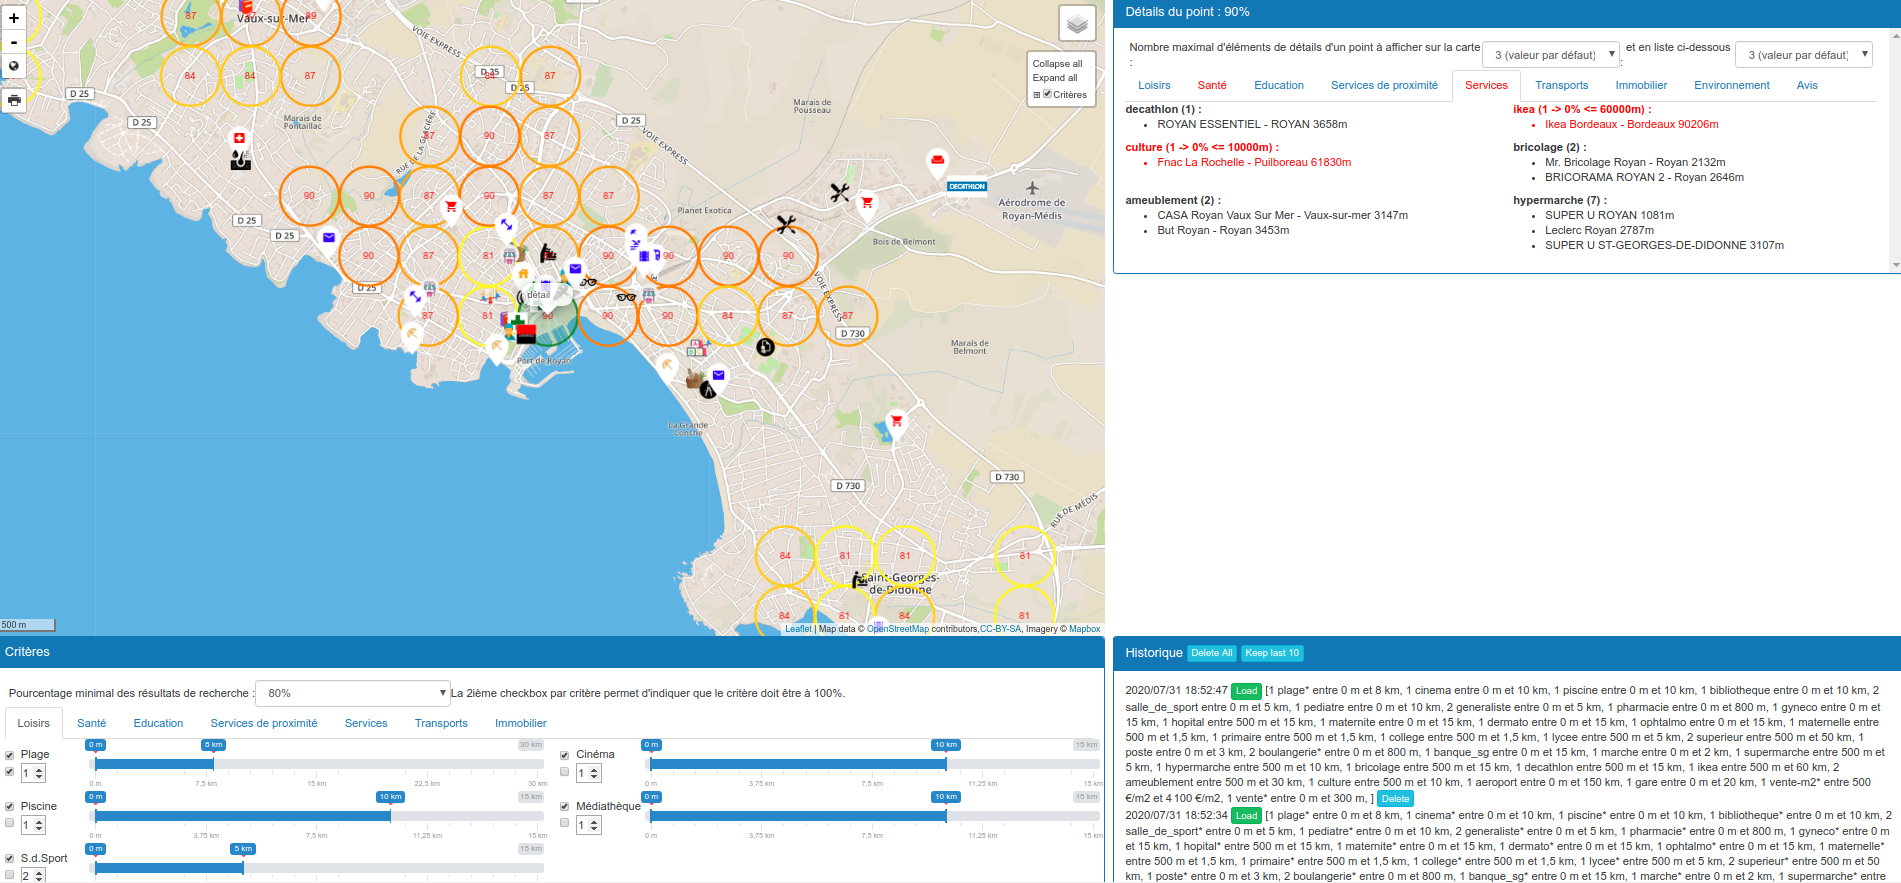 +
-
87
87
89
Vaux-sur-Mer
84
84
87
84
87
VOIE EXPRESS
D 25
D 25
D 25
D 25
D 25
D 25
D 25
Marais de Pontaillac
RUE DE LA GLACIÈRE
VOIE EXPRESS
Marais de Pousseau
87
90
87
90
90
87
90
87
87
Planet Exotica
DECATHLON
Aérodrome de Royan-Médis
Bois de Belmont
90
87
81
90
90
90
90
VOIE EXPRESS
détail
87
81
90
90
90
84
87
87
D 730
Marais de Belmont
Port de Royan
La Grande Conche
D 730
D 730
RUE DE MÉDIS
84
81
81
81
Saint-Georges-de-Didonne
84
81
84
81
500 m
Collapse all
Expand all
Critères
Leaflet | Map data © OpenStreetMap contributors,CC-BY-SA, Imagery © Mapbox
Détails du point : 90%
Nombre maximal d'éléments de détails d'un point à afficher sur la carte : 3 (valeur par défaut) et en liste ci-dessous : 3 (valeur par défaut)
Loisirs Santé Education Services de proximité Services Transports Immobilier Environnement Avis
decathlon (1) :
ROYAN ESSENTIEL - ROYAN 3658m
ikea (1 -> 0% <= 60000m) :
Ikea Bordeaux - Bordeaux 90206m
culture (1 -> 0% <= 10000m) :
Fnac La Rochelle - Puilboreau 61830m
bricolage (2) :
Mr. Bricolage Royan - Royan 2132m
BRICORAMA ROYAN 2 - Royan 2646m
ameublement (2) :
CASA Royan Vaux Sur Mer - Vaux-sur-mer 3147m
But Royan - Royan 3453m
hypermarche (7) :
SUPER U ROYAN 1081m
Leclerc Royan 2787m
SUPER U ST-GEORGES-DE-DIDONNE 3107m
Critères
Pourcentage minimal des résultats de recherche : 80% La 2ième checkbox par critère permet d'indiquer que le critère doit être à 100%.
Loisirs Santé Education Services de proximité Services Transports Immobilier
Plage 1
0 m 8 km 30 km
0 m 7,5 km 15 km 22,5 km 30 km
Cinéma 1
0 m 10 km 15 km
0 m 3,75 km 7,5 km 11,25 km 15 km
Piscine 1
0 m 10 km 15 km
0 m 3,75 km 7,5 km 11,25 km 15 km
Médiathèque 1
0 m 10 km 15 km
0 m 3,75 km 7,5 km 11,25 km 15 km
S.d.Sport 2
0 m 5 km 15 km
Historique Delete All Keep last 10
2020/07/31 18:52:47 Load [1 plage* entre 0 m et 8 km, 1 cinema entre 0 m et 10 km, 1 piscine entre 0 m et 10 km, 1 bibliotheque entre 0 m et 10 km, 2
salle_de_sport entre 0 m et 5 km, 1 pediatre entre 0 m et 10 km, 2 generaliste entre 0 m et 5 km, 1 pharmacie entre 0 m et 800 m, 1 gyneco entre 0 m et
15 km, 1 hopital entre 500 m et 15 km, 1 maternite entre 0 m et 15 km, 1 dermato entre 0 m et 15 km, 1 ophtalmo entre 0 m et 15 km, 1 maternelle entre
500 m et 1,5 km, 1 primaire entre 500 m et 1,5 km, 1 college entre 500 m et 1,5 km, 1 lycee entre 500 m et 5 km, 2 superieur entre 500 m et 50 km, 1
poste entre 0 m et 3 km, 2 boulangerie* entre 0 m et 800 m, 1 banque_sg entre 0 m et 15 km, 1 marche entre 0 m et 2 km, 1 supermarche entre 500 m et
5 km, 1 hypermarche entre 500 m et 10 km, 1 bricolage entre 500 m et 15 km, 1 decathlon entre 500 m et 15 km, 1 ikea entre 500 m et 60 km, 2
ameublement entre 500 m et 30 km, 1 culture entre 500 m et 10 km, 1 aeroport entre 0 m et 150 km, 1 gare entre 0 m et 20 km, 1 vente-m2* entre 500
€/m2 et 4 100 €/m2, 1 vente* entre 0 m et 300 m, ] Delete
2020/07/31 18:52:34 Load [1 plage* entre 0 m et 8 km, 1 cinema* entre 0 m et 10 km, 1 piscine* entre 0 m et 10 km, 1 bibliotheque* entre 0 m et 10 km, 2
salle_de_sport* entre 0 m et 5 km, 1 pediatre* entre 0 m et 10 km, 2 generaliste* entre 0 m et 5 km, 1 pharmacie* entre 0 m et 800 m, 1 gyneco* entre 0 m
et 15 km, 1 hopital* entre 500 m et 15 km, 1 maternite* entre 0 m et 15 km, 1 dermato* entre 0 m et 15 km, 1 ophtalmo* entre 0 m et 15 km, 1 maternelle*
entre 500 m et 1,5 km, 1 primaire* entre 500 m et 1,5 km, 1 college* entre 500 m et 1,5 km, 1 lycee* entre 500 m et 5 km, 2 superieur* entre 500 m et 50
km, 1 poste* entre 0 m et 3 km, 2 boulangerie* entre 0 m et 800 m, 1 banque_sg* entre 0 m et 15 km, 1 marche* entre 0 m et 2 km, 1 supermarche* entre